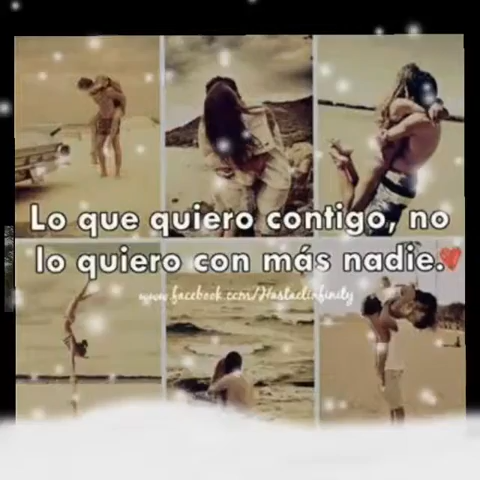 Lo que quiero contigo, no
lo quiero con más nadie.
www.facebook.com/Hastaelinfinity